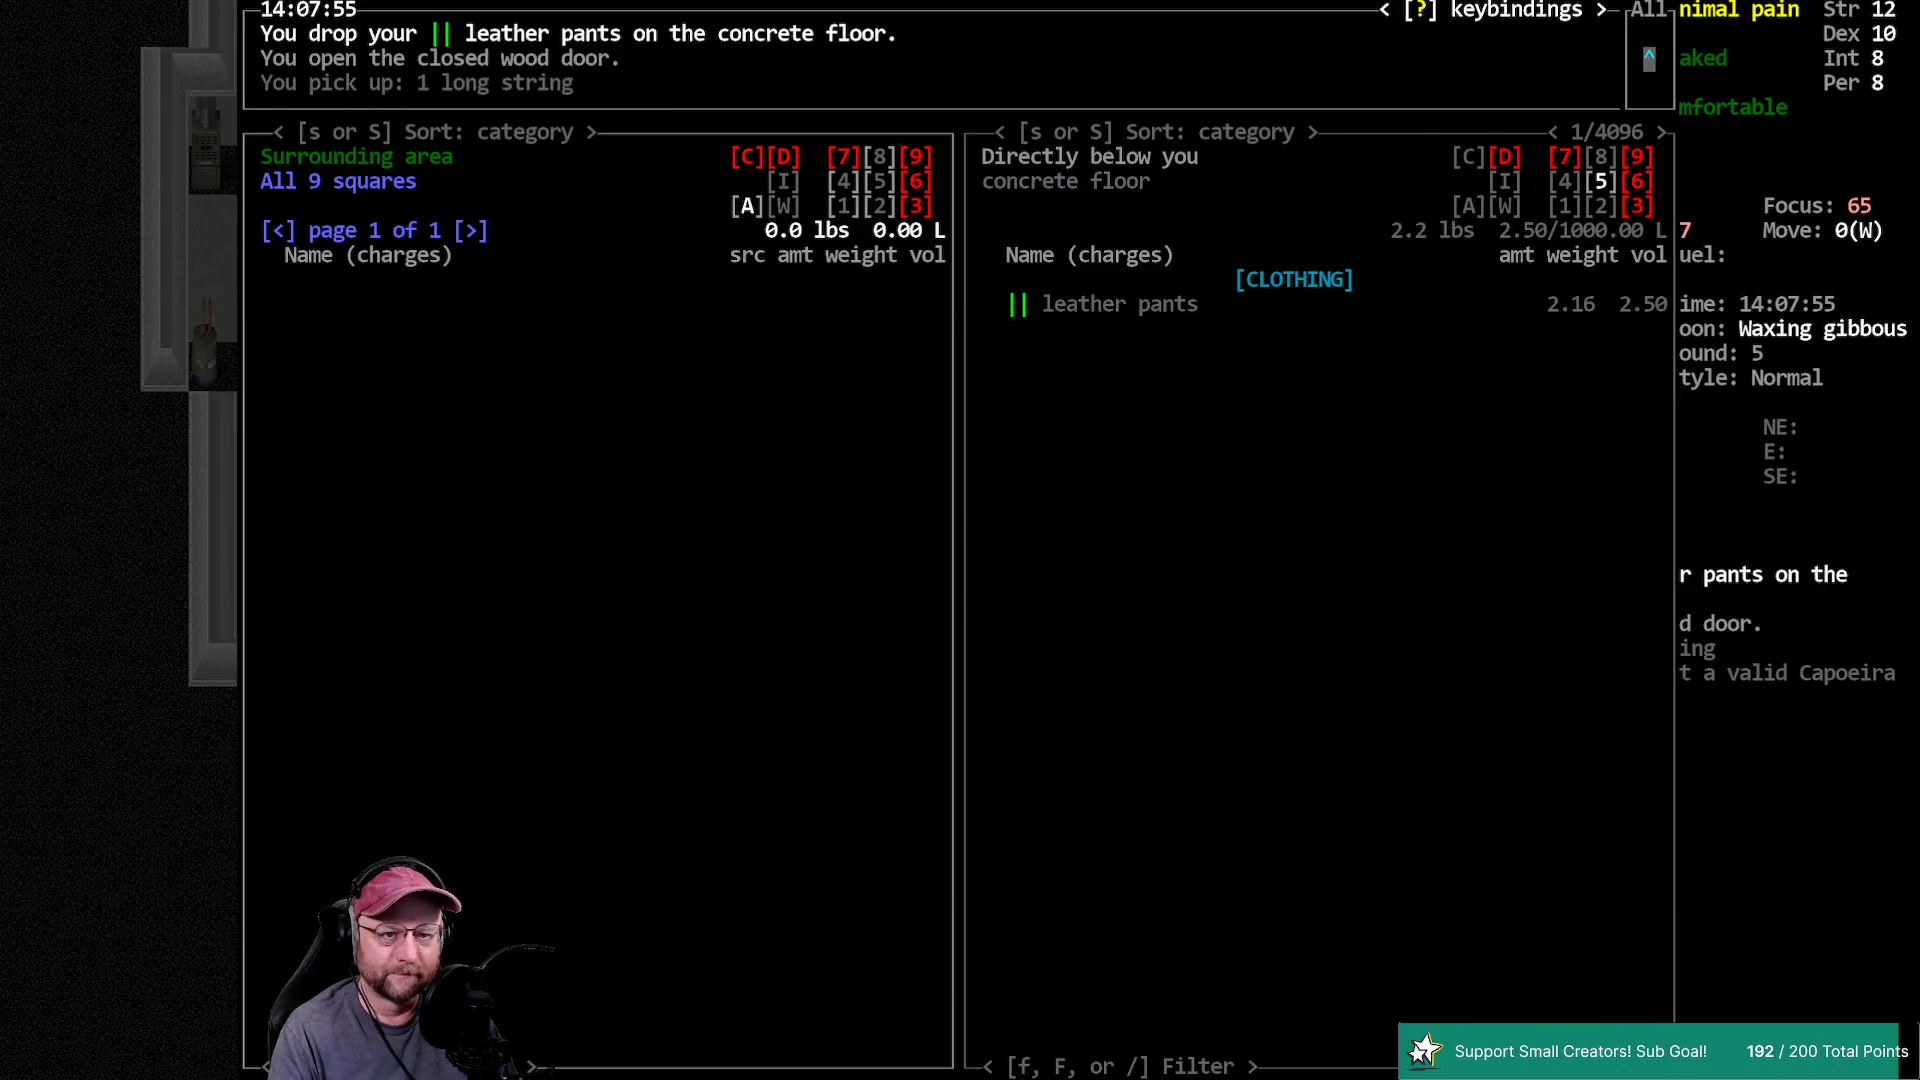 14:07:55
< [?] keybindings >
All
nimal pain
Str 12
You drop your || leather pants on the concrete floor.
Dex 10
You open the closed wood door.
^
aked
Int 8
You pick up: 1 long string
Per 8
mfortable
< [s or S] Sort: category >
< [s or S] Sort: category >
< 1/4096 >
Surrounding area
[C][D] [7][8][9]
Directly below you
[C][D] [7][8][9]
All 9 squares
[I] [4][5][6]
concrete floor
[I] [4][5][6]
[A][W] [1][2][3]
[A][W] [1][2][3]
Focus: 65
[<] page 1 of 1 [>]
0.0 lbs 0.00 L
2.2 lbs 2.50/1000.00 L
7
Move: 0(W)
Name (charges)
src amt weight vol
Name (charges)
amt weight vol
uel:
[CLOTHING]
|| leather pants
2.16 2.50
ime: 14:07:55
oon: Waxing gibbous
ound: 5
tyle: Normal
NE:
E:
SE:
r pants on the
d door.
ing
t a valid Capoeira
>
< [f, F, or /] Filter >
Support Small Creators! Sub Goal!
192 / 200 Total Points